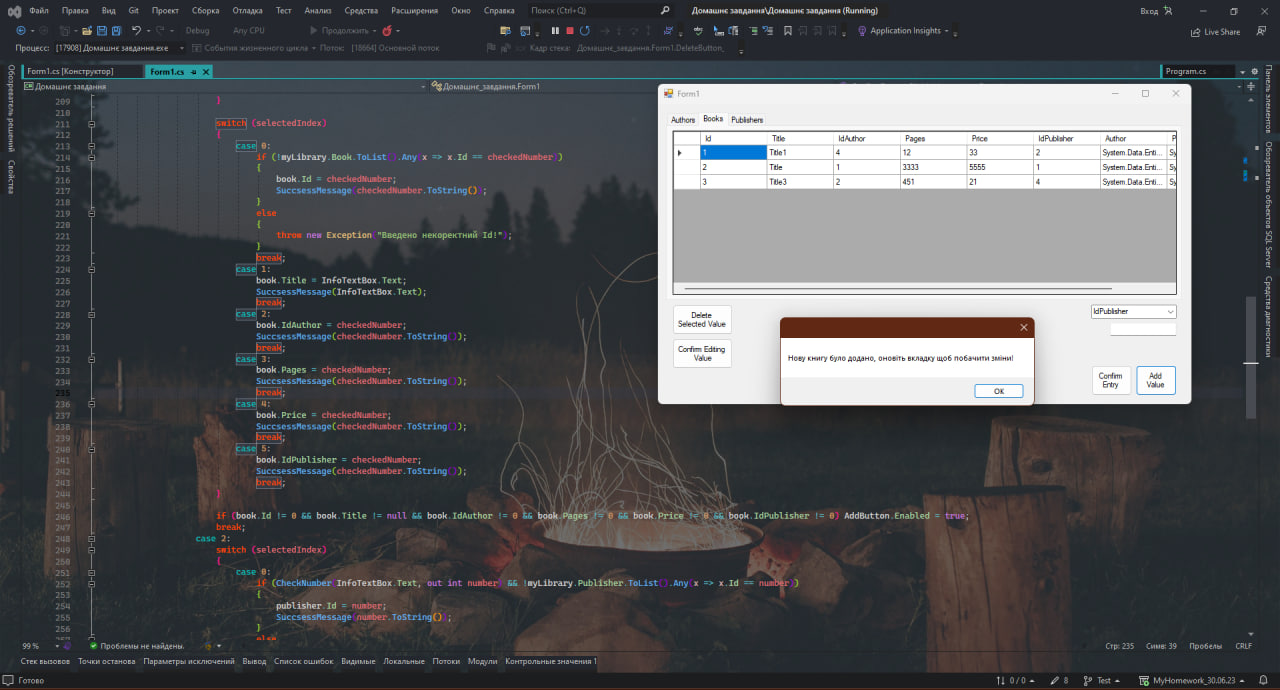 Файл Правка Вид Git Проект Сборка Отладка Тест Анализ Средства Расширения Окно Справка Поиск (Ctrl+Q) Домашнє завдання\Домашнє завдання (Running) Вход
Debug Any CPU Продолжить Application Insights Live Share
Процесс: [17908] Домашнє завдання.exe События жизненного цикла Поток: [18664] Основной поток Кадр стека: Домашнє_завдання.Form1.DeleteButton_
Form1.cs [Конструктор] Form1.cs Program.cs
Домашнє завдання Домашнє_завдання.Form1
Обозреватель решений
Свойства
209 }
210
211 switch (selectedIndex)
212 {
213 case 0:
214 if (!myLibrary.Book.ToList().Any(x => x.Id == checkedNumber))
215 {
216 book.Id = checkedNumber;
217 SuccsessMessage(checkedNumber.ToString());
218 }
219 else
220 {
221 throw new Exception("Введено некоректний Id!");
222 }
223 break;
224 case 1:
225 book.Title = InfoTextBox.Text;
226 SuccsessMessage(InfoTextBox.Text);
227 break;
228 case 2:
229 book.IdAuthor = checkedNumber;
230 SuccsessMessage(checkedNumber.ToString());
231 break;
232 case 3:
233 book.Pages = checkedNumber;
234 SuccsessMessage(checkedNumber.ToString());
235 break;
236 case 4:
237 book.Price = checkedNumber;
238 SuccsessMessage(checkedNumber.ToString());
239 break;
240 case 5:
241 book.IdPublisher = checkedNumber;
242 SuccsessMessage(checkedNumber.ToString());
243 break;
244 }
245
246 if (book.Id != 0 && book.Title != null && book.IdAuthor != 0 && book.Pages != 0 && book.Price != 0 && book.IdPublisher != 0) AddButton.Enabled = true;
247 break;
248 case 2:
249 switch (selectedIndex)
250 {
251 case 0:
252 if (CheckNumber(InfoTextBox.Text, out int number) && !myLibrary.Publisher.ToList().Any(x => x.Id == number))
253 {
254 publisher.Id = number;
255 SuccsessMessage(number.ToString());
256 }
257 else
Form1
Authors Books Publishers
Id Title IdAuthor Pages Price IdPublisher Author P
1 Title1 4 12 33 2 System.Data.Enti... Sy
2 Title 1 3333 5555 1 System.Data.Enti... Sy
3 Title3 2 451 21 4 System.Data.Enti... Sy
Delete Selected Value
Confirm Editing Value
IdPublisher
Confirm Entry
Add Value
Нову книгу було додано, оновіть вкладку щоб побачити зміни!
OK
Панель элементов
Обозреватель объектов SQL Server
Средства диагностики
99 % Проблемы не найдены. Стр: 235 Симв: 39 Пробелы CRLF
Стек вызовов Точки останова Параметры исключений Вывод Список ошибок Видимые Локальные Потоки Модули Контрольные значения 1
Готово 0 / 0 8 Test MyHomework_30.06.23